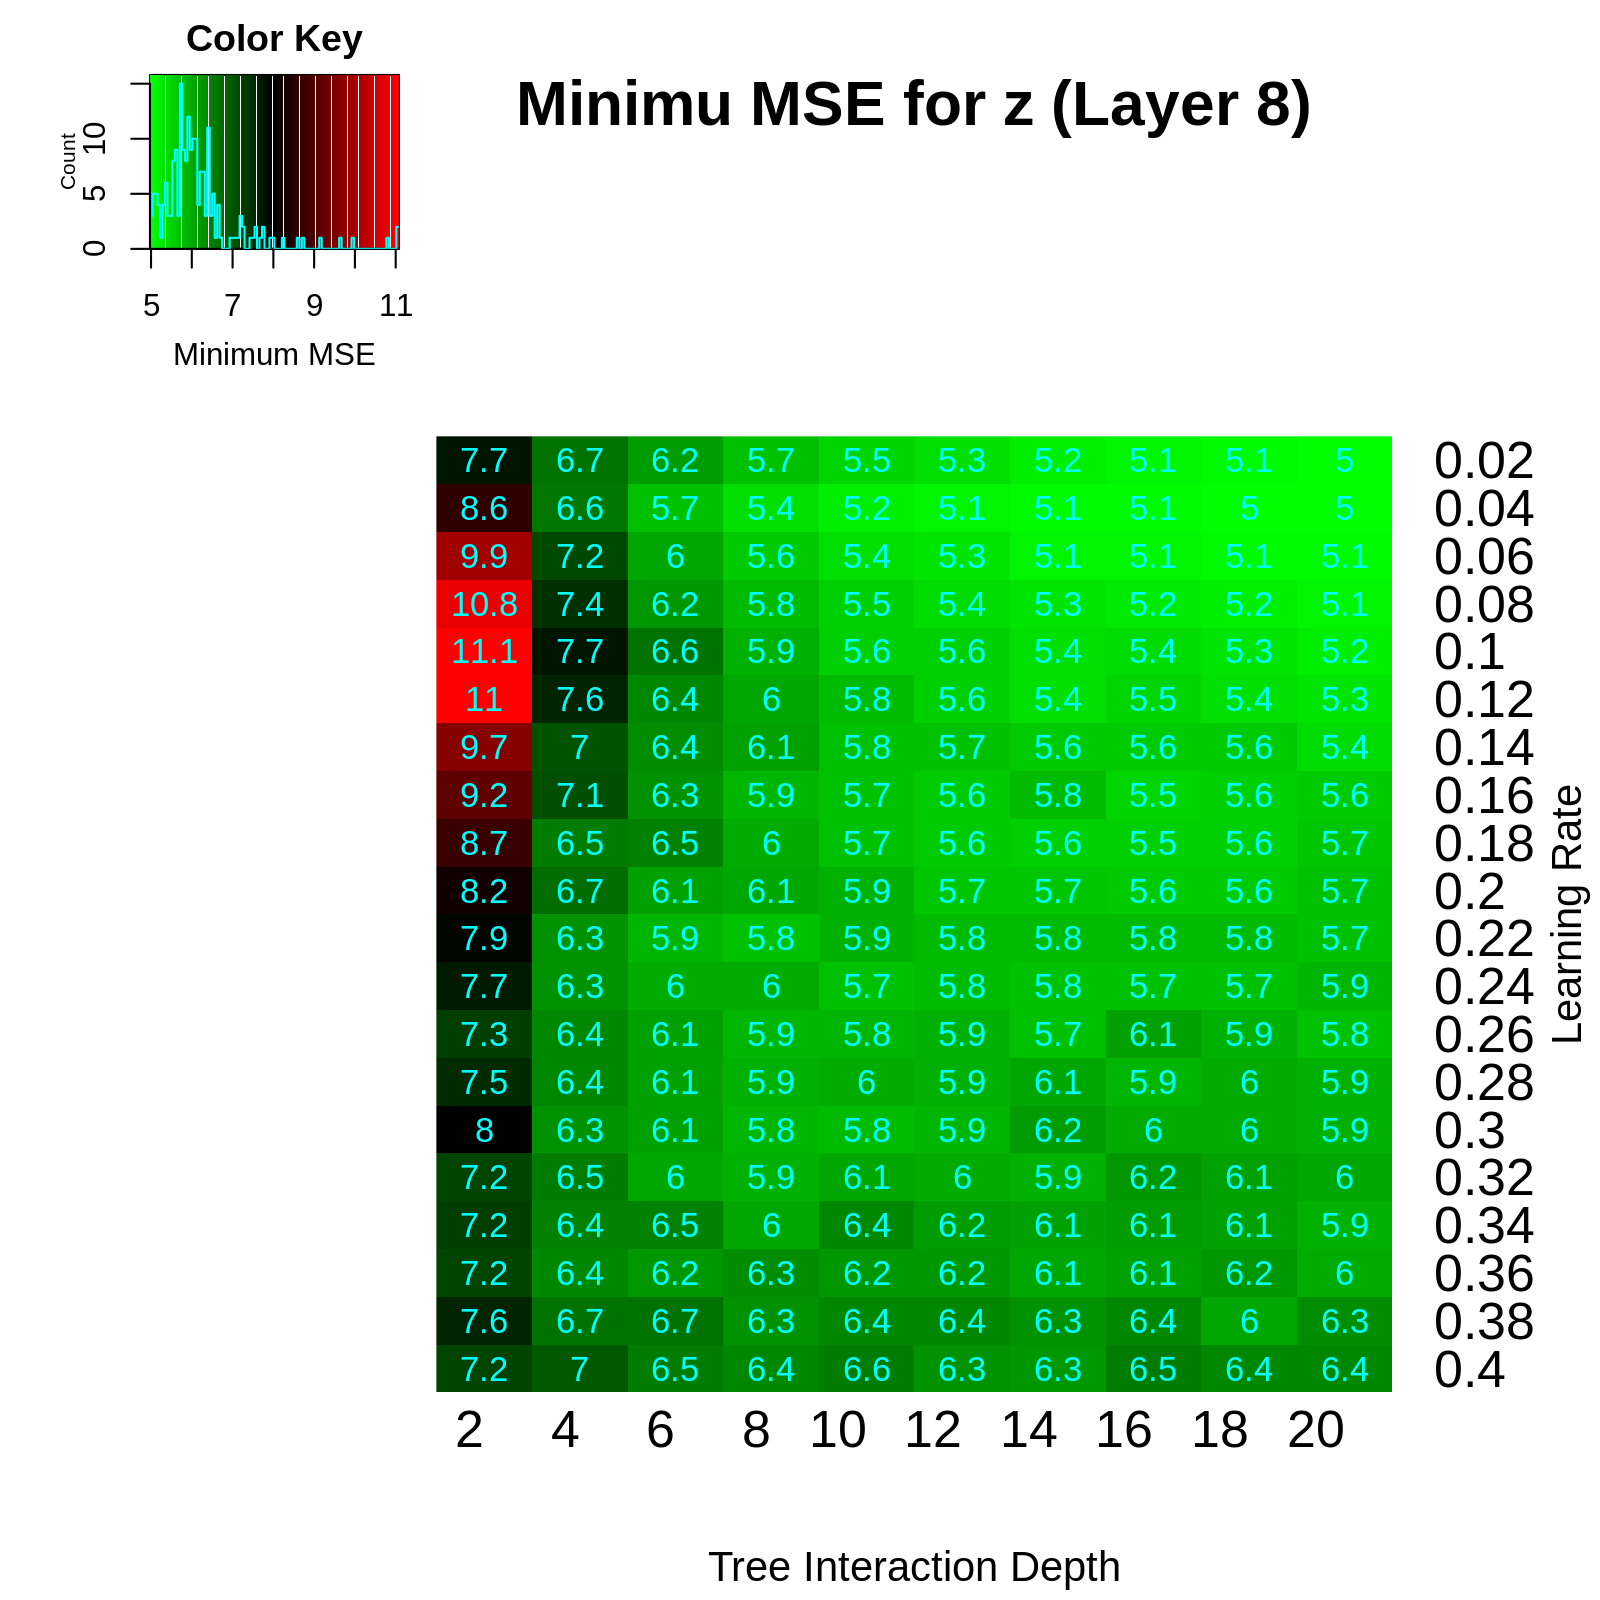 Color Key
Minimu MSE for z (Layer 8)
Count
0 5 10
5 7 9 11
Minimum MSE
7.7 6.7 6.2 5.7 5.5 5.3 5.2 5.1 5.1 5 0.02
8.6 6.6 5.7 5.4 5.2 5.1 5.1 5.1 5 5 0.04
9.9 7.2 6 5.6 5.4 5.3 5.1 5.1 5.1 5.1 0.06
10.8 7.4 6.2 5.8 5.5 5.4 5.3 5.2 5.2 5.1 0.08
11.1 7.7 6.6 5.9 5.6 5.6 5.4 5.4 5.3 5.2 0.1
11 7.6 6.4 6 5.8 5.6 5.4 5.5 5.4 5.3 0.12
9.7 7 6.4 6.1 5.8 5.7 5.6 5.6 5.6 5.4 0.14
9.2 7.1 6.3 5.9 5.7 5.6 5.8 5.5 5.6 5.6 0.16
8.7 6.5 6.5 6 5.7 5.6 5.6 5.5 5.6 5.7 0.18
8.2 6.7 6.1 6.1 5.9 5.7 5.7 5.6 5.6 5.7 0.2
7.9 6.3 5.9 5.8 5.9 5.8 5.8 5.8 5.8 5.7 0.22
7.7 6.3 6 6 5.7 5.8 5.8 5.7 5.7 5.9 0.24
7.3 6.4 6.1 5.9 5.8 5.9 5.7 6.1 5.9 5.8 0.26
7.5 6.4 6.1 5.9 6 5.9 6.1 5.9 6 5.9 0.28
8 6.3 6.1 5.8 5.8 5.9 6.2 6 6 5.9 0.3
7.2 6.5 6 5.9 6.1 6 5.9 6.2 6.1 6 0.32
7.2 6.4 6.5 6 6.4 6.2 6.1 6.1 6.1 5.9 0.34
7.2 6.4 6.2 6.3 6.2 6.2 6.1 6.1 6.2 6 0.36
7.6 6.7 6.7 6.3 6.4 6.4 6.3 6.4 6 6.3 0.38
7.2 7 6.5 6.4 6.6 6.3 6.3 6.5 6.4 6.4 0.4
Learning Rate
2 4 6 8 10 12 14 16 18 20
Tree Interaction Depth